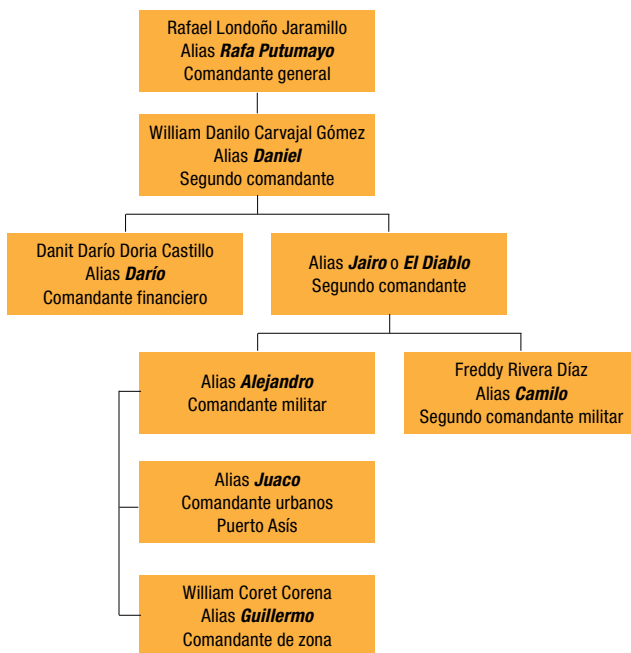 Rafael Londoño Jaramillo
Alias Rafa Putumayo
Comandante general
William Danilo Carvajal Gómez
Alias Daniel
Segundo comandante
Danit Darío Doria Castillo
Alias Darío
Comandante financiero
Alias Jairo o El Diablo
Segundo comandante
Alias Alejandro
Comandante militar
Freddy Rivera Díaz
Alias Camilo
Segundo comandante militar
Alias Juaco
Comandante urbanos
Puerto Asís
William Coret Corena
Alias Guillermo
Comandante de zona